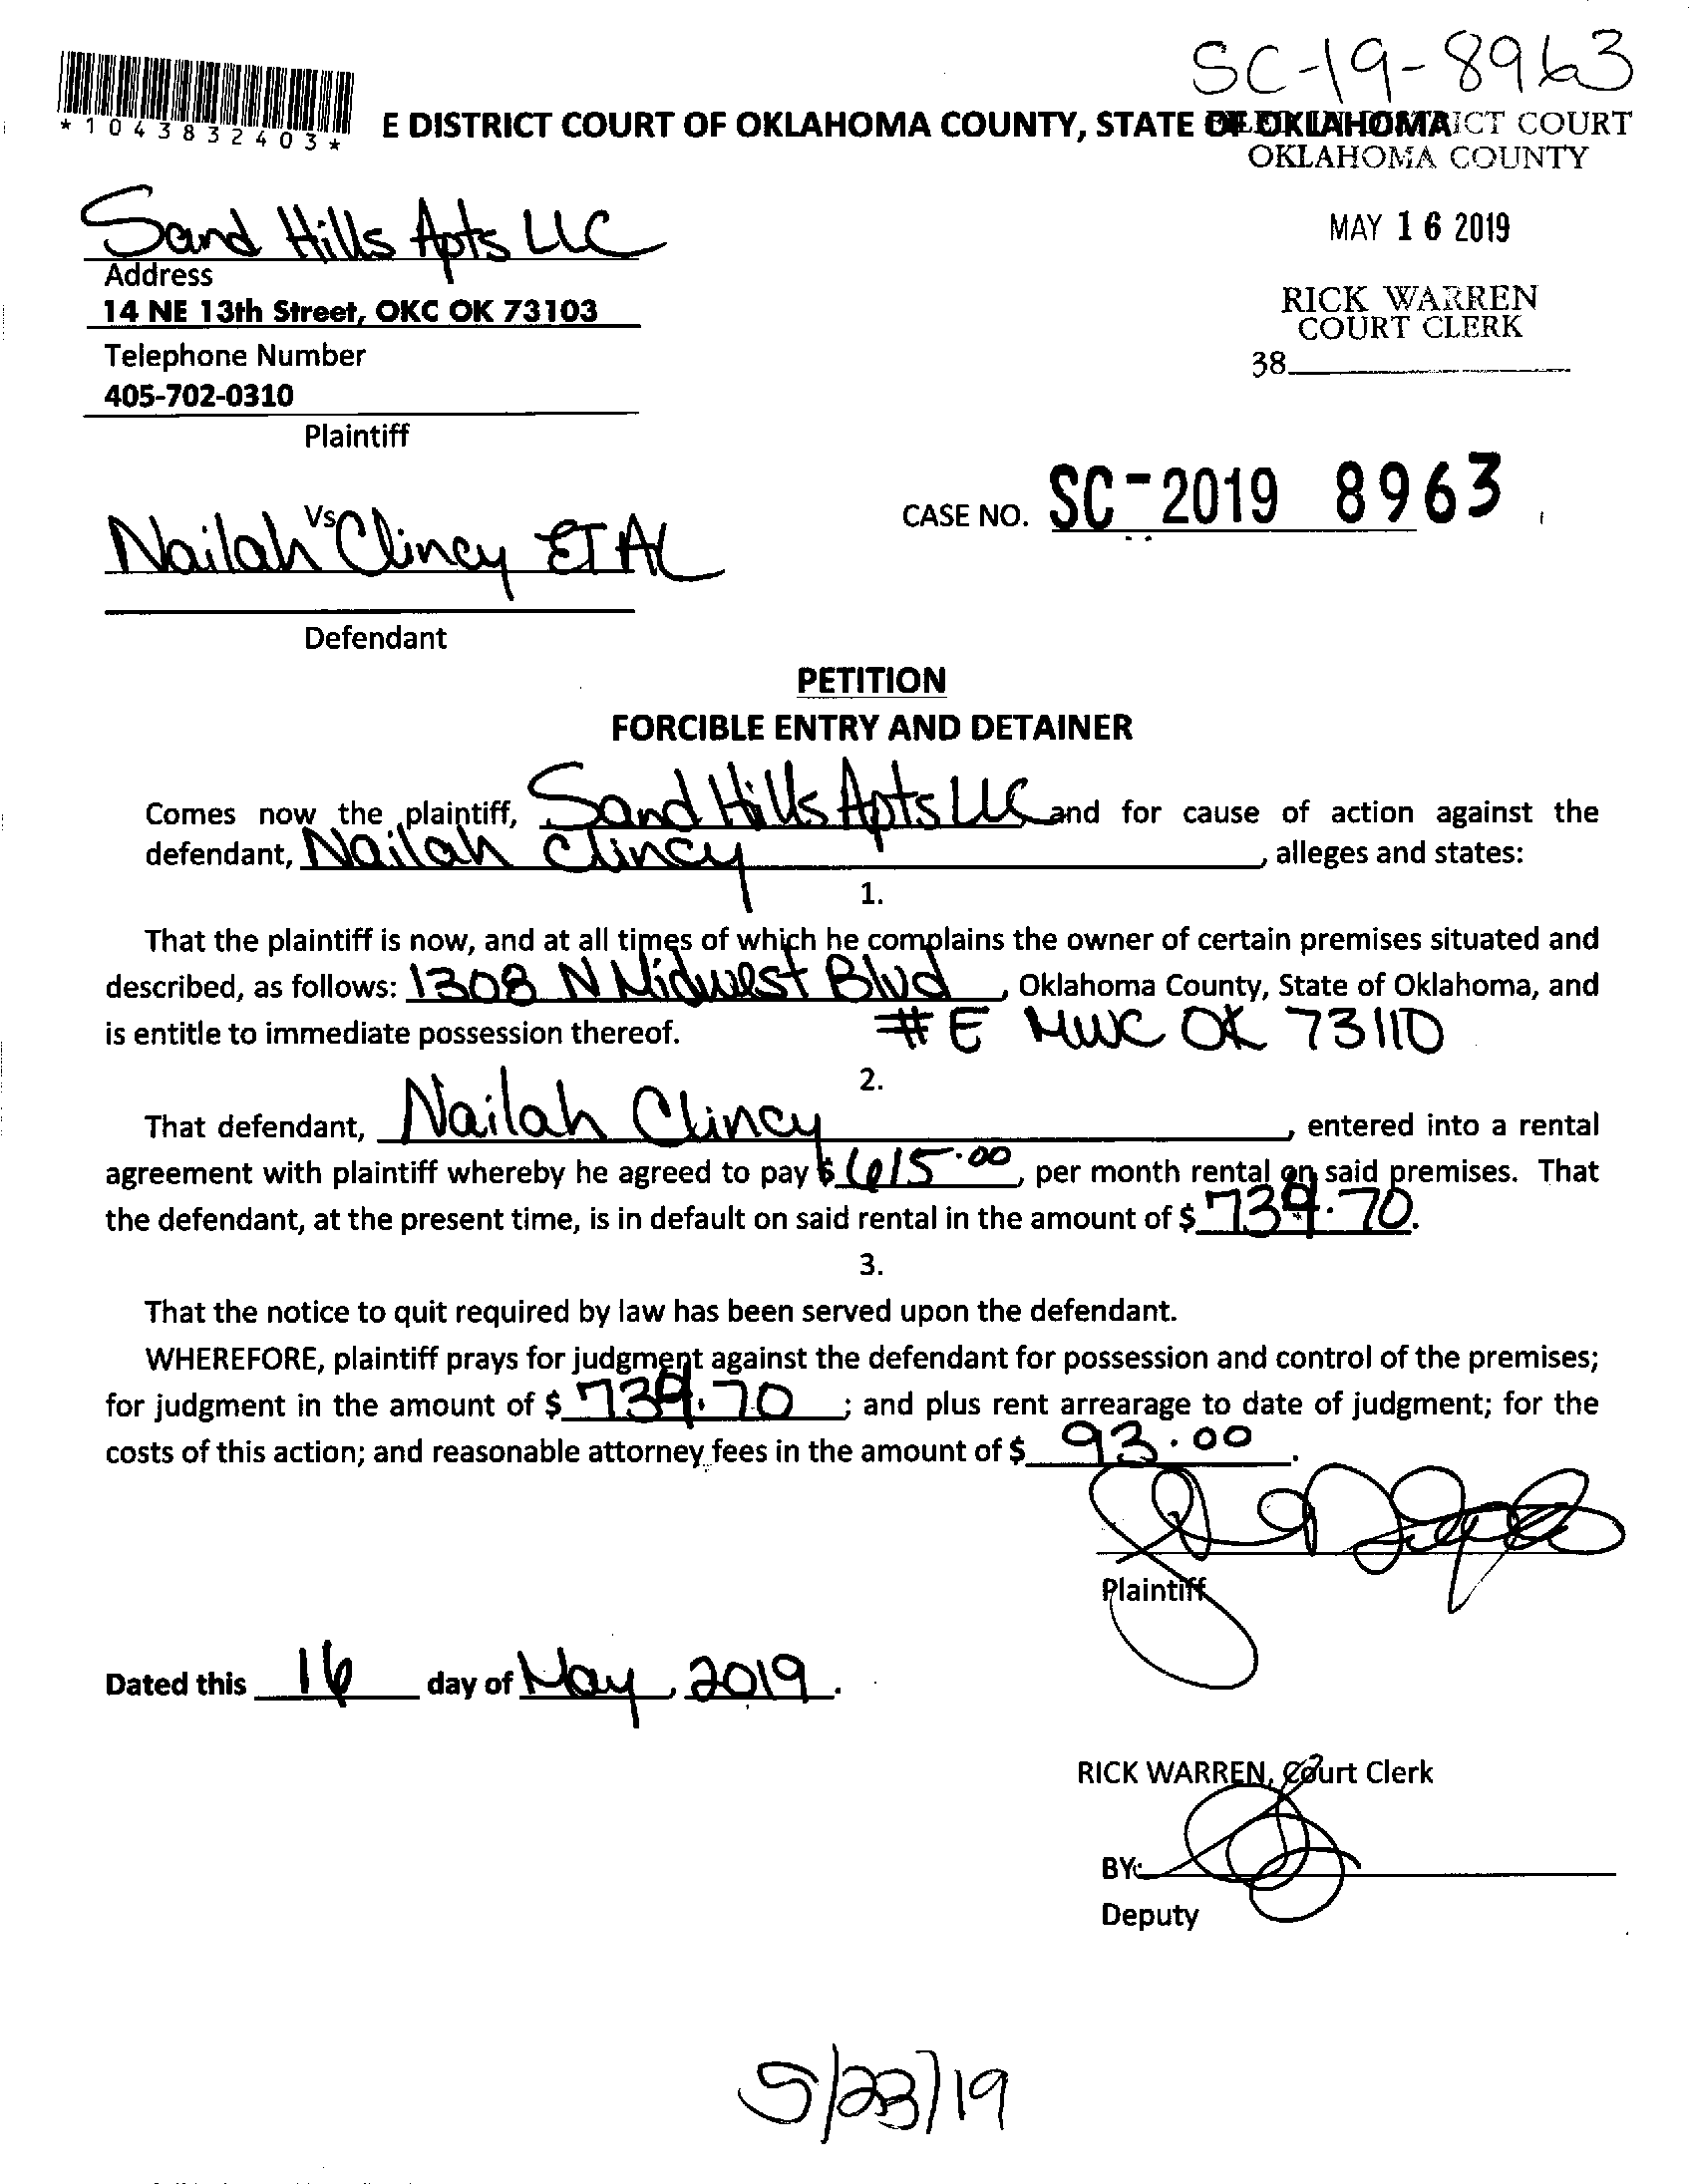 SC-19-8963
*1043832403*
E DISTRICT COURT OF OKLAHOMA COUNTY, STATE OF OKLAHOMA
ICT COURT
OKLAHOMA COUNTY
Sand Hills Apts LLC
MAY 16 2019
Address
14 NE 13th Street, OKC OK 73103
RICK WARREN
COURT CLERK
Telephone Number
38
405-702-0310
Plaintiff
Vs
CASE NO. SC-2019 8963
Nailah Clincy ET AL
Defendant
PETITION
FORCIBLE ENTRY AND DETAINER
Comes now the plaintiff, Sand Hills Apts LLC and for cause of action against the
defendant, Nailah Clincy, alleges and states:
1.
That the plaintiff is now, and at all times of which he complains the owner of certain premises situated and
described, as follows: 1308 N Midwest Blvd, Oklahoma County, State of Oklahoma, and
is entitle to immediate possession thereof. #E MWC OK 73110
2.
That defendant, Nailah Clincy, entered into a rental
agreement with plaintiff whereby he agreed to pay $ 615.00, per month rental on said premises. That
the defendant, at the present time, is in default on said rental in the amount of $ 739.70.
3.
That the notice to quit required by law has been served upon the defendant.
WHEREFORE, plaintiff prays for judgment against the defendant for possession and control of the premises;
for judgment in the amount of $ 739.70; and plus rent arrearage to date of judgment; for the
costs of this action; and reasonable attorney fees in the amount of $ 93.00.
Plaintiff
Dated this 16 day of May, 2019.
RICK WARREN, Court Clerk
BY:
Deputy
5/23/19